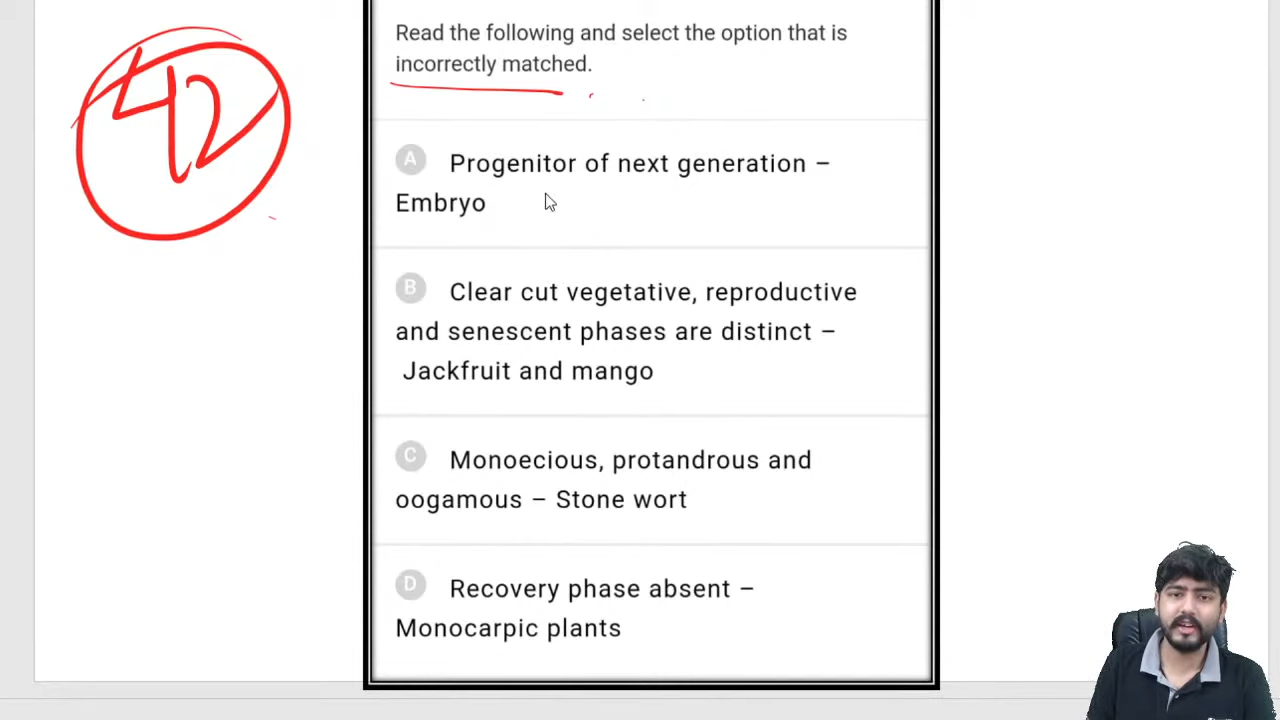 42
Read the following and select the option that is
incorrectly matched.
A Progenitor of next generation –
Embryo
B Clear cut vegetative, reproductive
and senescent phases are distinct –
Jackfruit and mango
C Monoecious, protandrous and
oogamous – Stone wort
D Recovery phase absent –
Monocarpic plants